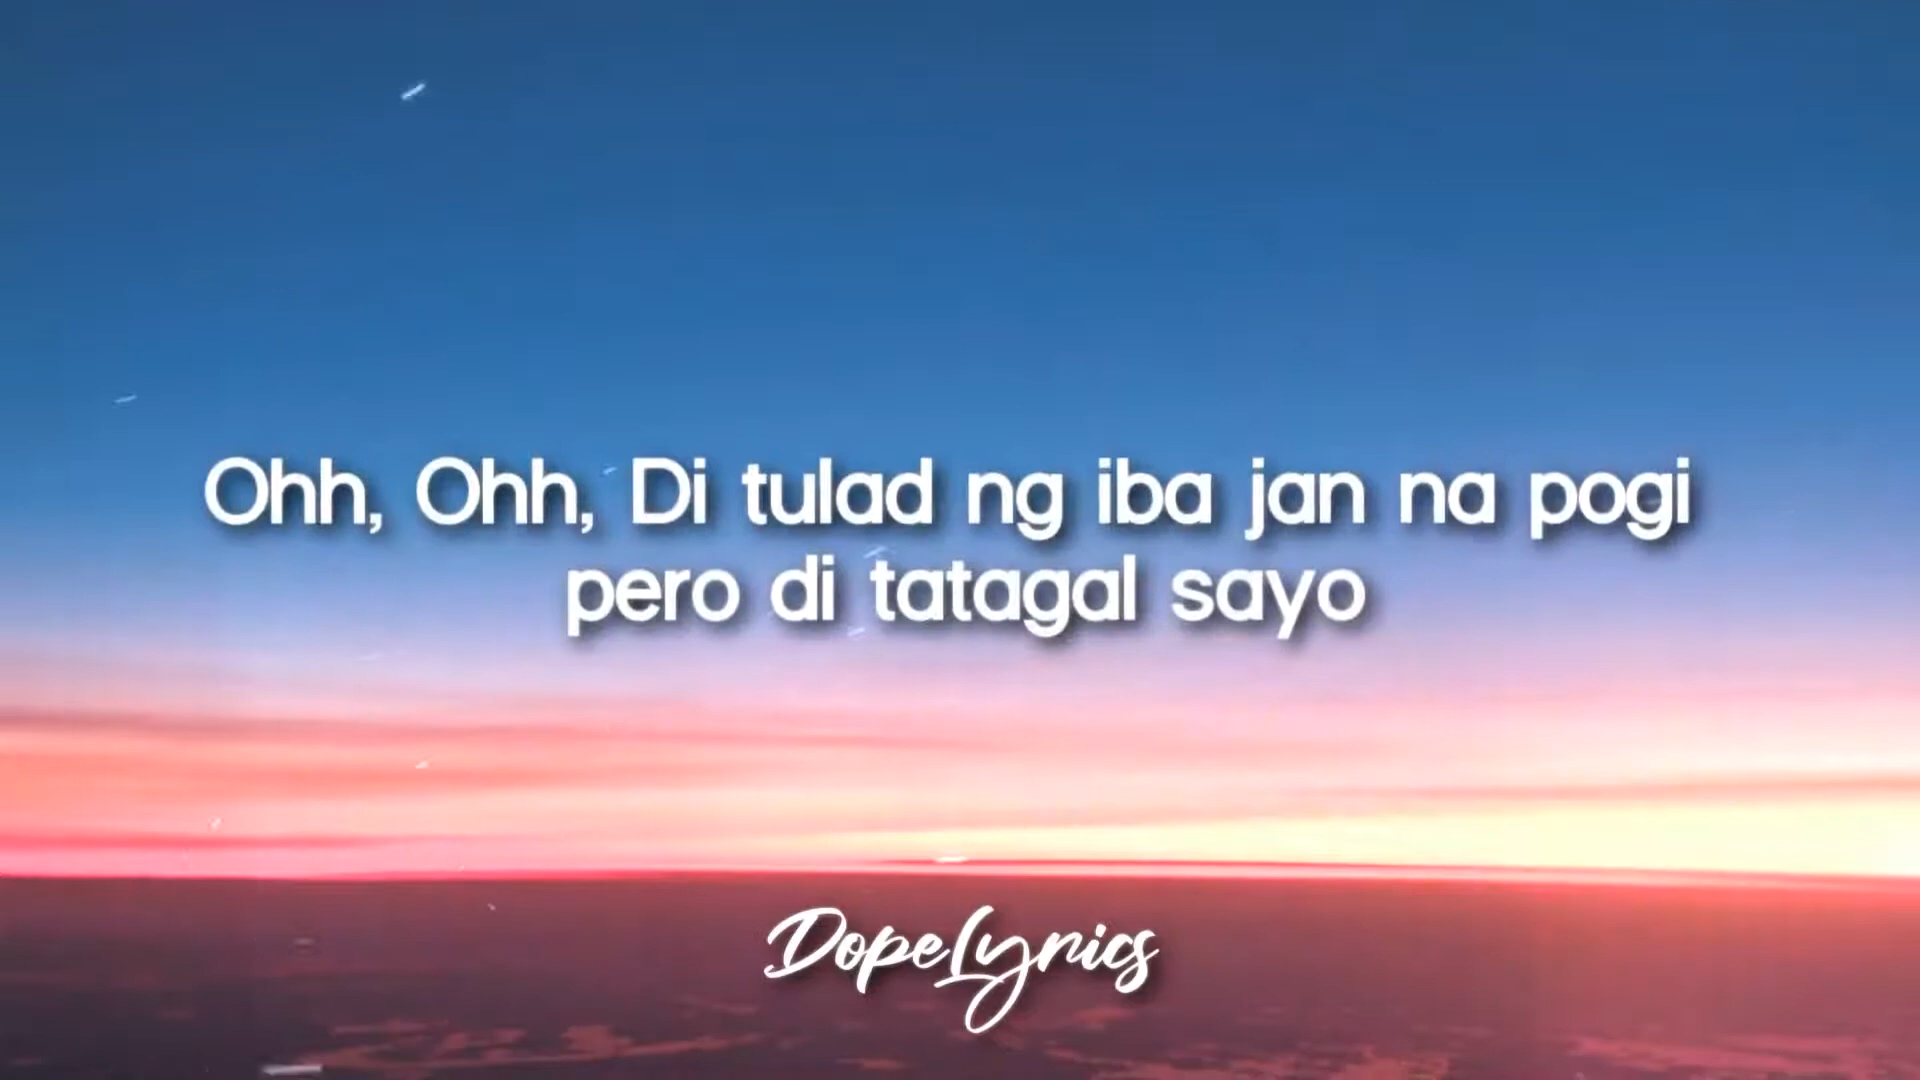 Ohh, Ohh, Di tulad ng iba jan na pogi
pero di tatagal sayo
DopeLyrics